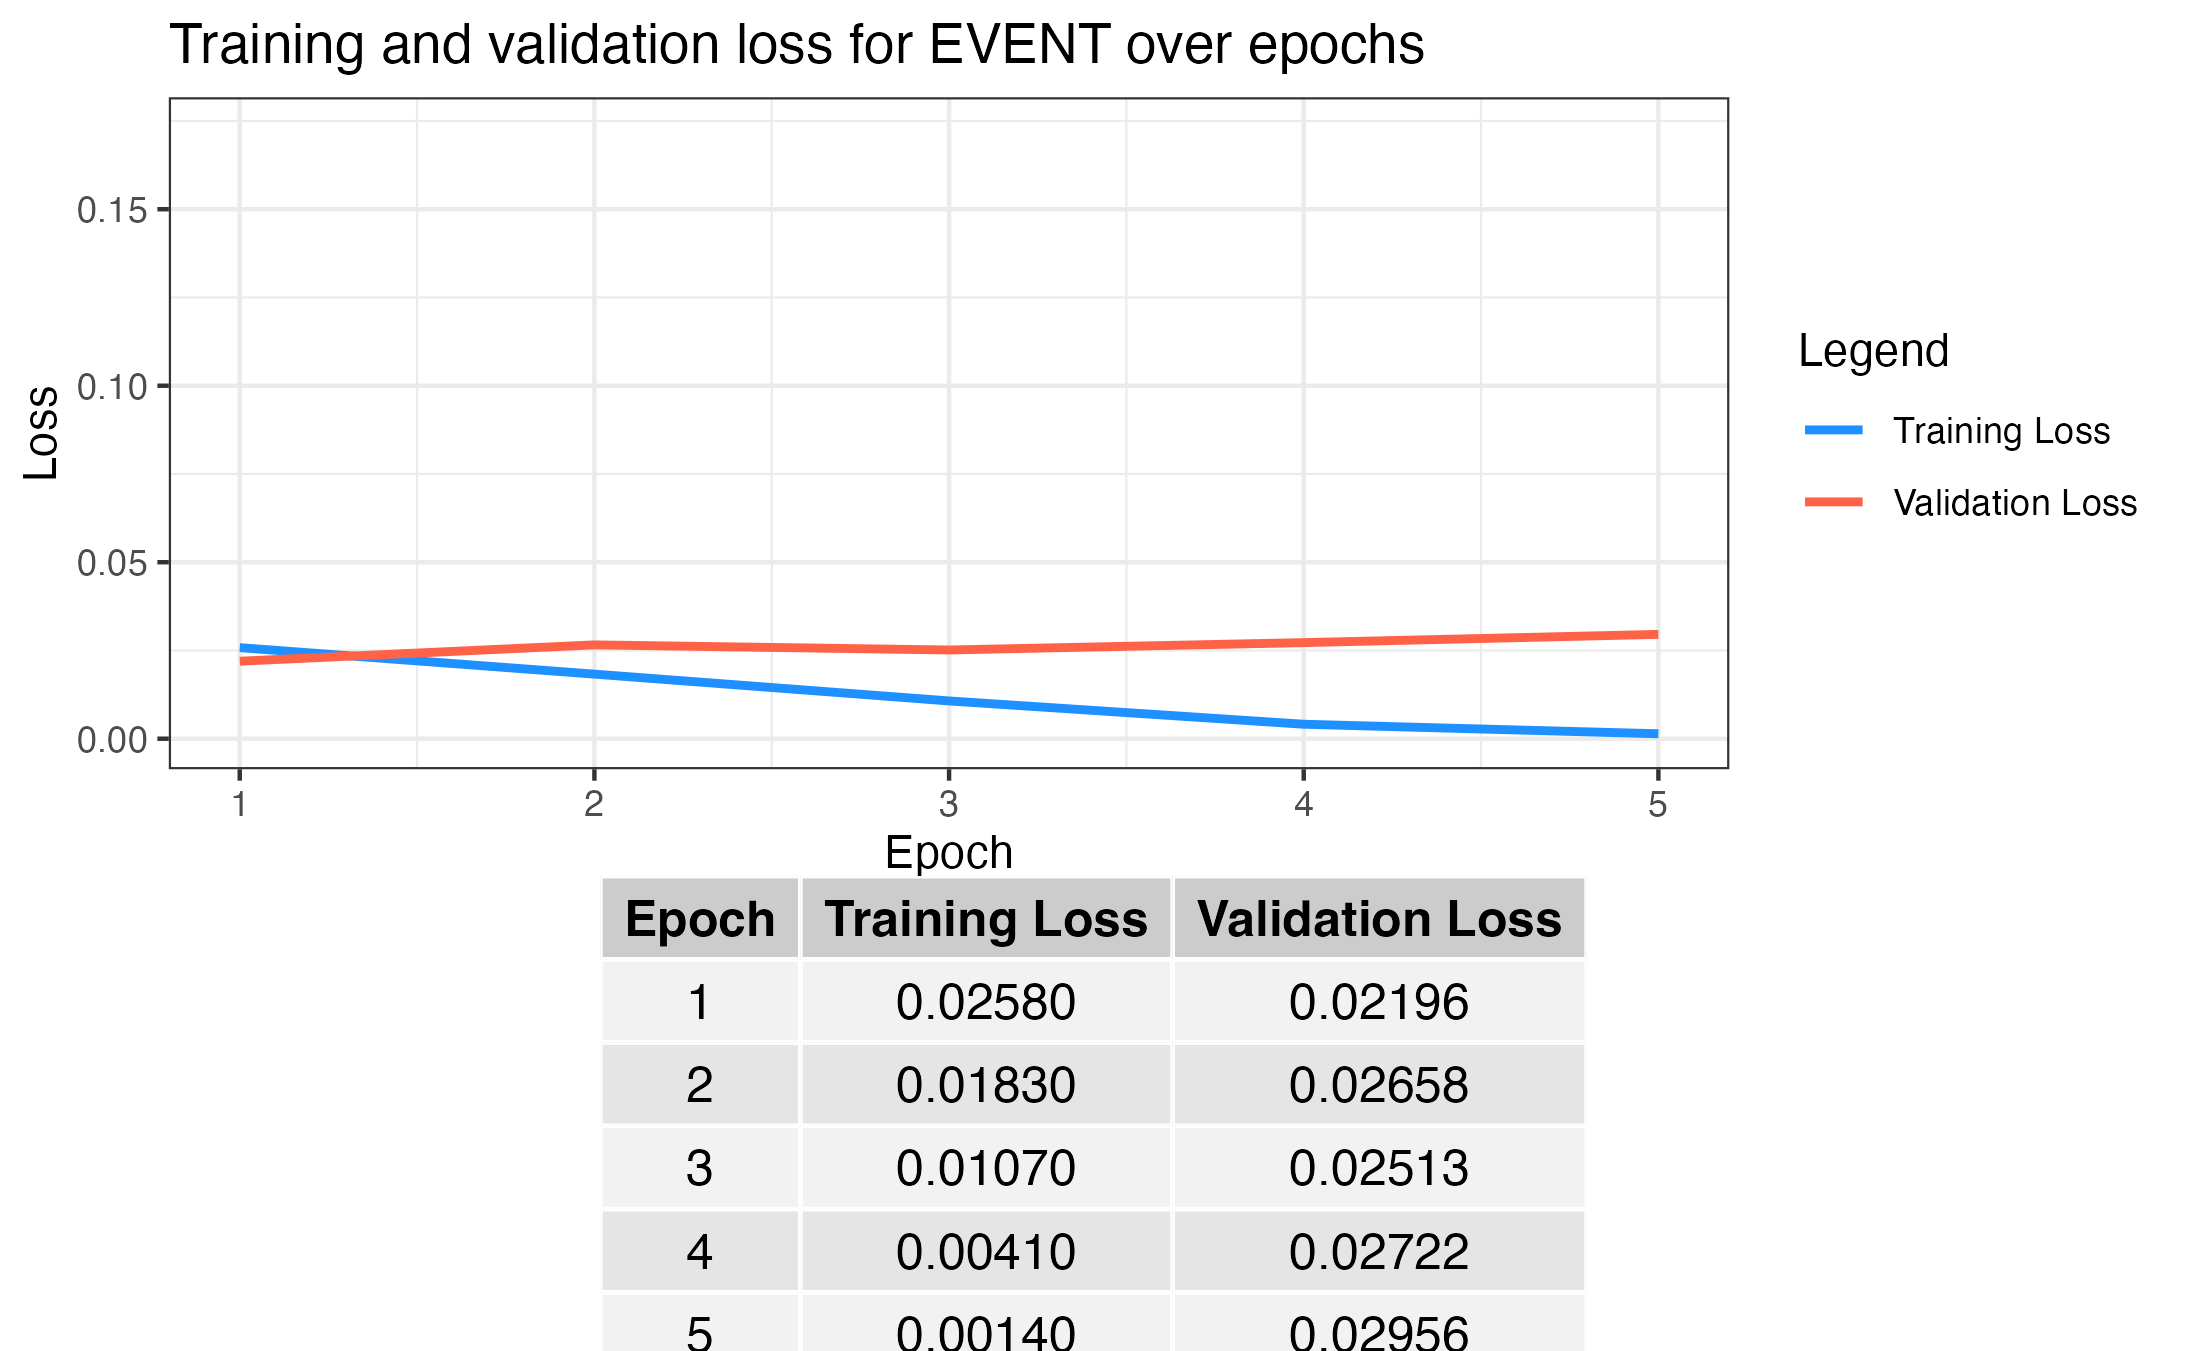 Training and validation loss for EVENT over epochs
0.15
0.10
0.05
0.00
Loss
1 2 3 4 5
Epoch
Legend
Training Loss
Validation Loss
Epoch Training Loss Validation Loss
1 0.02580 0.02196
2 0.01830 0.02658
3 0.01070 0.02513
4 0.00410 0.02722
5 0.00140 0.02956